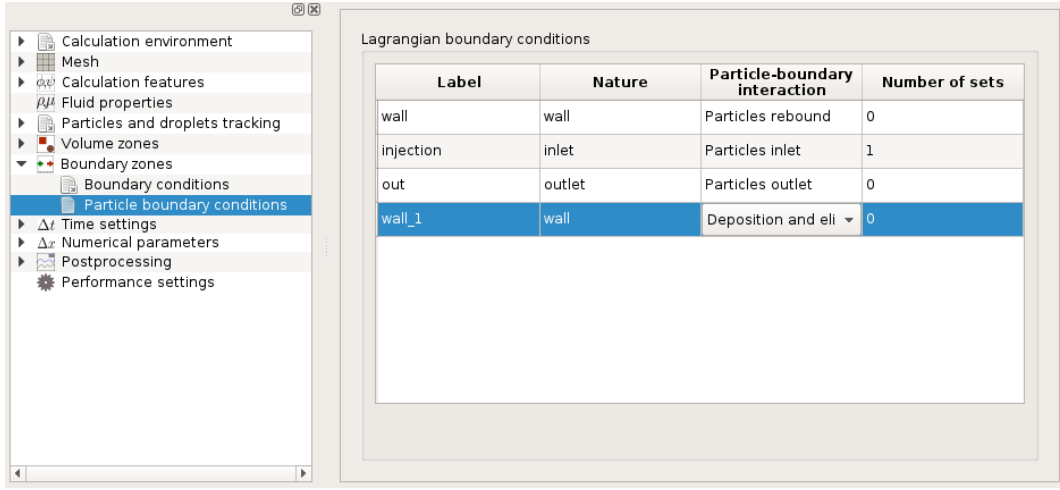 Calculation environment
Mesh
Calculation features
Fluid properties
Particles and droplets tracking
Volume zones
Boundary zones
Boundary conditions
Particle boundary conditions
Δt Time settings
Δx Numerical parameters
Postprocessing
Performance settings
Lagrangian boundary conditions
Label Nature Particle-boundary interaction Number of sets
wall wall Particles rebound 0
injection inlet Particles inlet 1
out outlet Particles outlet 0
wall_1 wall Deposition and eli 0